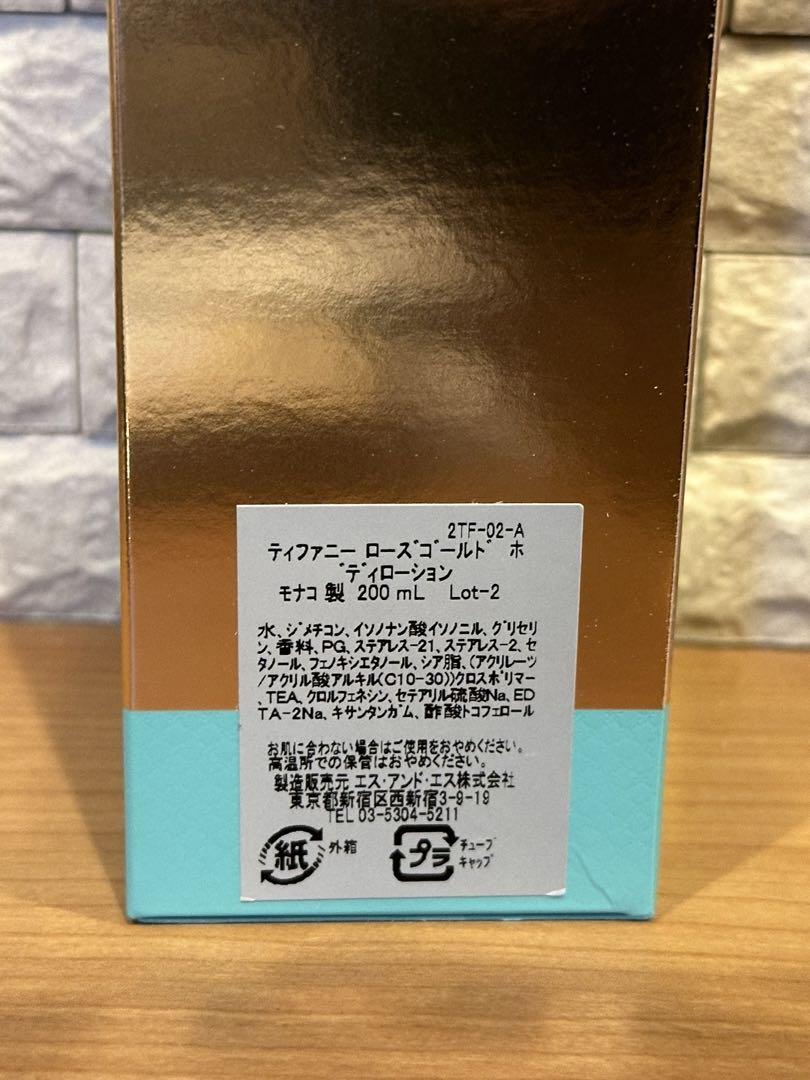 2TF-02-A
ティファニー ローズゴールド ボ
ディローション
モナコ 製 200 mL Lot-2
水、ジメチコン、イソノナン酸イソノニル、グリセリ
ン、香料、PG、ステアレス-21、ステアレス-2、セ
タノール、フェノキシエタノール、シア脂、(アクリレーツ
/アクリル酸アルキル(C10-30))クロスポリマー
、TEA、クロルフェネシン、セテアリル硫酸Na、ED
TA-2Na、キサンタンガム、酢酸トコフェロール
お肌に合わない場合はご使用をおやめください。
高温所での保管はおやめください。
製造販売元 エス・アンド・エス株式会社
東京都新宿区西新宿3-9-19
TEL 03-5304-5211
紙 外箱 プラ チューブ
キャップ